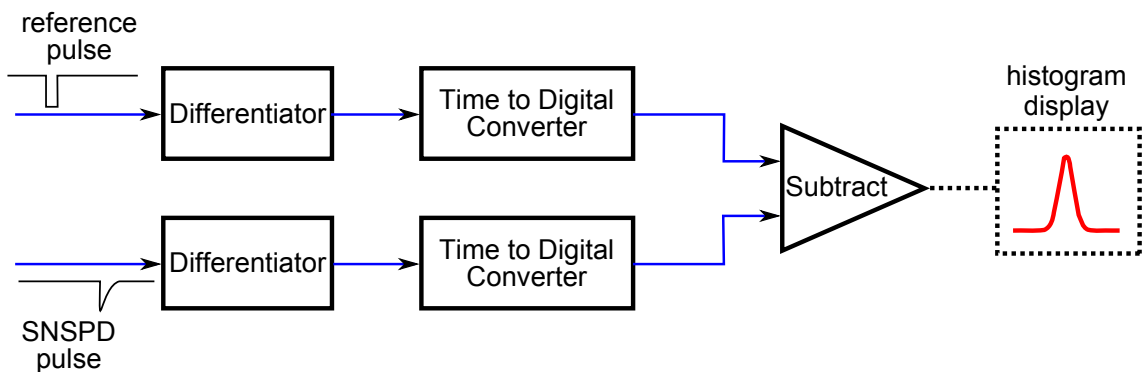 reference
pulse
Differentiator
Time to Digital
Converter
Subtract
histogram
display
Differentiator
Time to Digital
Converter
SNSPD
pulse